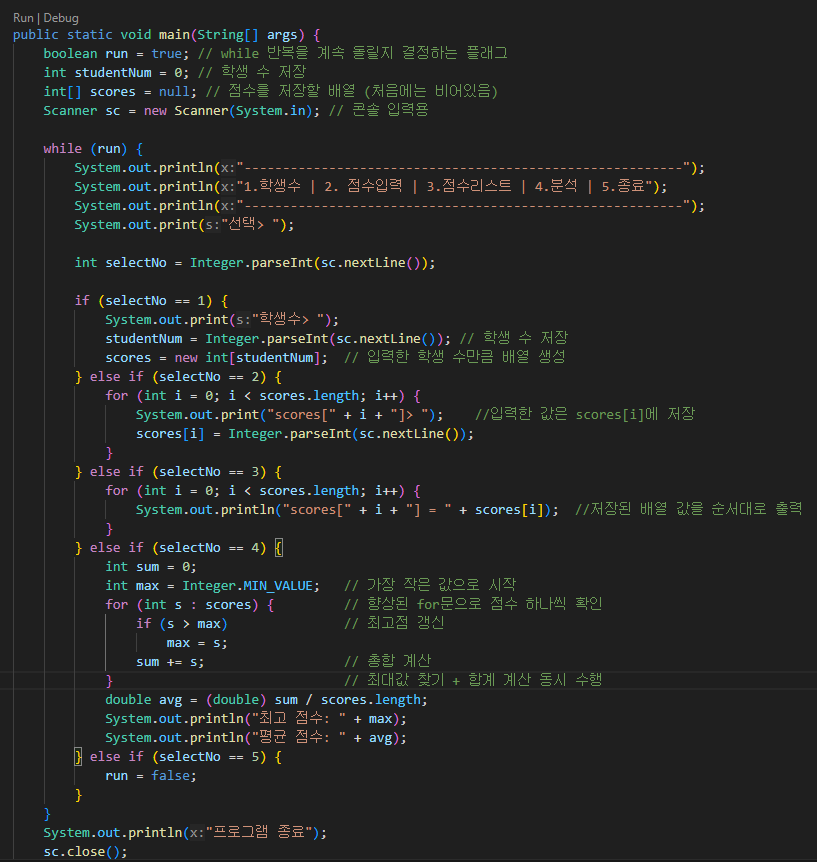 Run | Debug
public static void main(String[] args) {
boolean run = true; // while 반복을 계속 돌릴지 결정하는 플래그
int studentNum = 0; // 학생 수 저장
int[] scores = null; // 점수를 저장할 배열 (처음에는 비어있음)
Scanner sc = new Scanner(System.in); // 콘솔 입력용
while (run) {
System.out.println(x:"--------------------------------------------------------");
System.out.println(x:"1.학생수 | 2. 점수입력 | 3.점수리스트 | 4.분석 | 5.종료");
System.out.println(x:"--------------------------------------------------------");
System.out.print(s:"선택> ");
int selectNo = Integer.parseInt(sc.nextLine());
if (selectNo == 1) {
System.out.print(s:"학생수> ");
studentNum = Integer.parseInt(sc.nextLine()); // 학생 수 저장
scores = new int[studentNum]; // 입력한 학생 수만큼 배열 생성
} else if (selectNo == 2) {
for (int i = 0; i < scores.length; i++) {
System.out.print("scores[" + i + "]> "); //입력한 값은 scores[i]에 저장
scores[i] = Integer.parseInt(sc.nextLine());
}
} else if (selectNo == 3) {
for (int i = 0; i < scores.length; i++) {
System.out.println("scores[" + i + "] = " + scores[i]); //저장된 배열 값을 순서대로 출력
}
} else if (selectNo == 4) {
int sum = 0;
int max = Integer.MIN_VALUE; // 가장 작은 값으로 시작
for (int s : scores) { // 향상된 for문으로 점수 하나씩 확인
if (s > max) // 최고점 갱신
max = s;
sum += s; // 총합 계산
} // 최대값 찾기 + 합계 계산 동시 수행
double avg = (double) sum / scores.length;
System.out.println("최고 점수: " + max);
System.out.println("평균 점수: " + avg);
} else if (selectNo == 5) {
run = false;
}
}
System.out.println(x:"프로그램 종료");
sc.close();